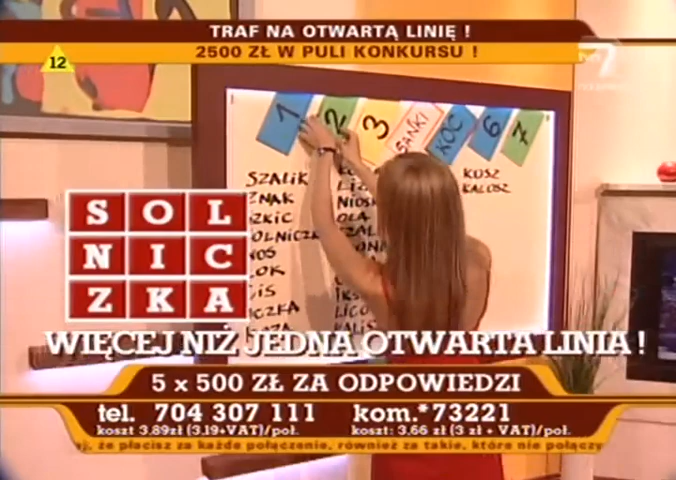 TRAF NA OTWARTĄ LINIĘ !
2500 ZŁ W PULI KONKURSU !
12
7
1
2
3
SANKI
KOC
6
7
SZALIK
KOSZ
KALOSZ
OLA
SOL
NIC
ZKA
WIĘCEJ NIŻ JEDNA OTWARTA LINIA !
5 x 500 ZŁ ZA ODPOWIEDZI
tel. 704 307 111
kom.*73221
koszt 3.89zł (3.19+VAT)/poł.
koszt: 3.66 zł (3 zł + VAT)/poł.
że płacisz za każde połączenie, również za takie, które nie połączy